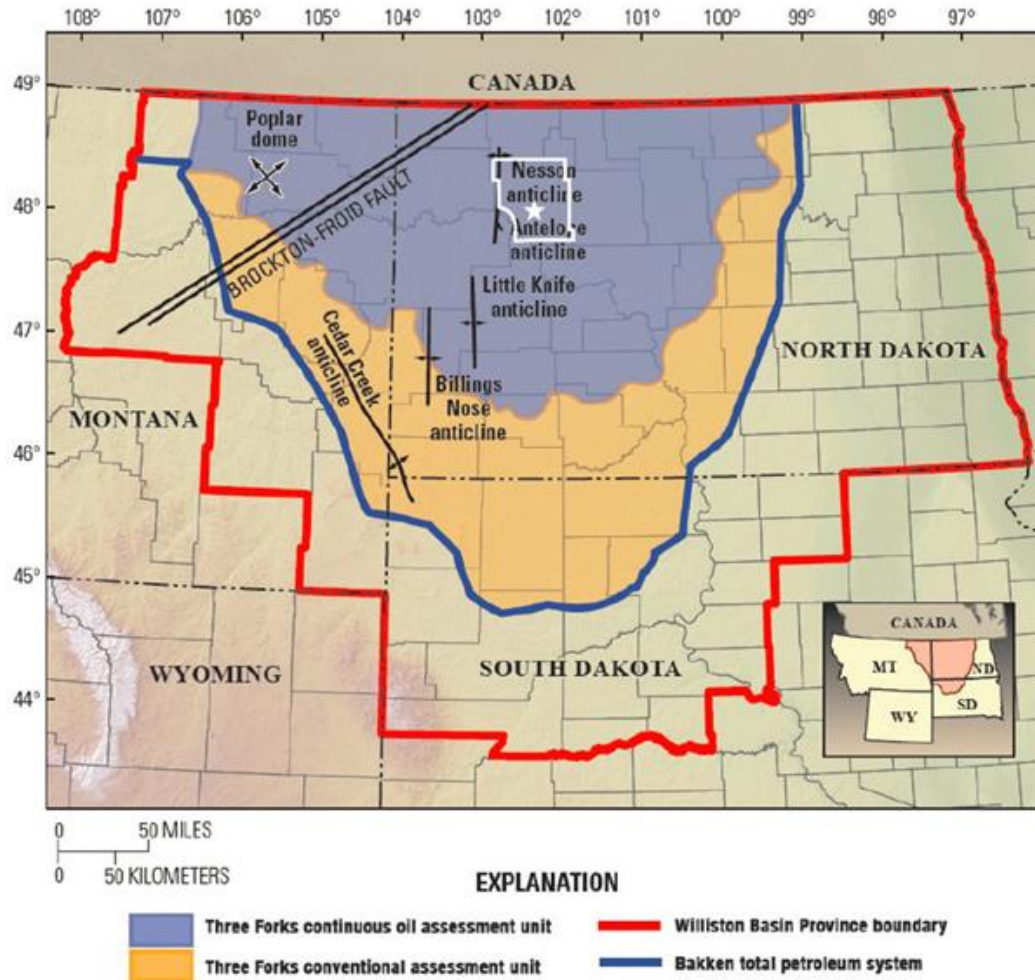 108° 107° 106° 105° 104° 103° 102° 101° 100° 99° 98° 97°
49°
CANADA
Poplar
dome
Nesson
anticline
48°
BROCKTON-FROID FAULT
Antelope
anticline
Little Knife
anticline
47°
Cedar Creek
anticline
NORTH DAKOTA
MONTANA
Billings
Nose
anticline
46°
45°
WYOMING
SOUTH DAKOTA
44°
CANADA
MT
ND
WY
SD
0 50 MILES
0 50 KILOMETERS
EXPLANATION
Three Forks continuous oil assessment unit
Williston Basin Province boundary
Three Forks conventional assessment unit
Bakken total petroleum system